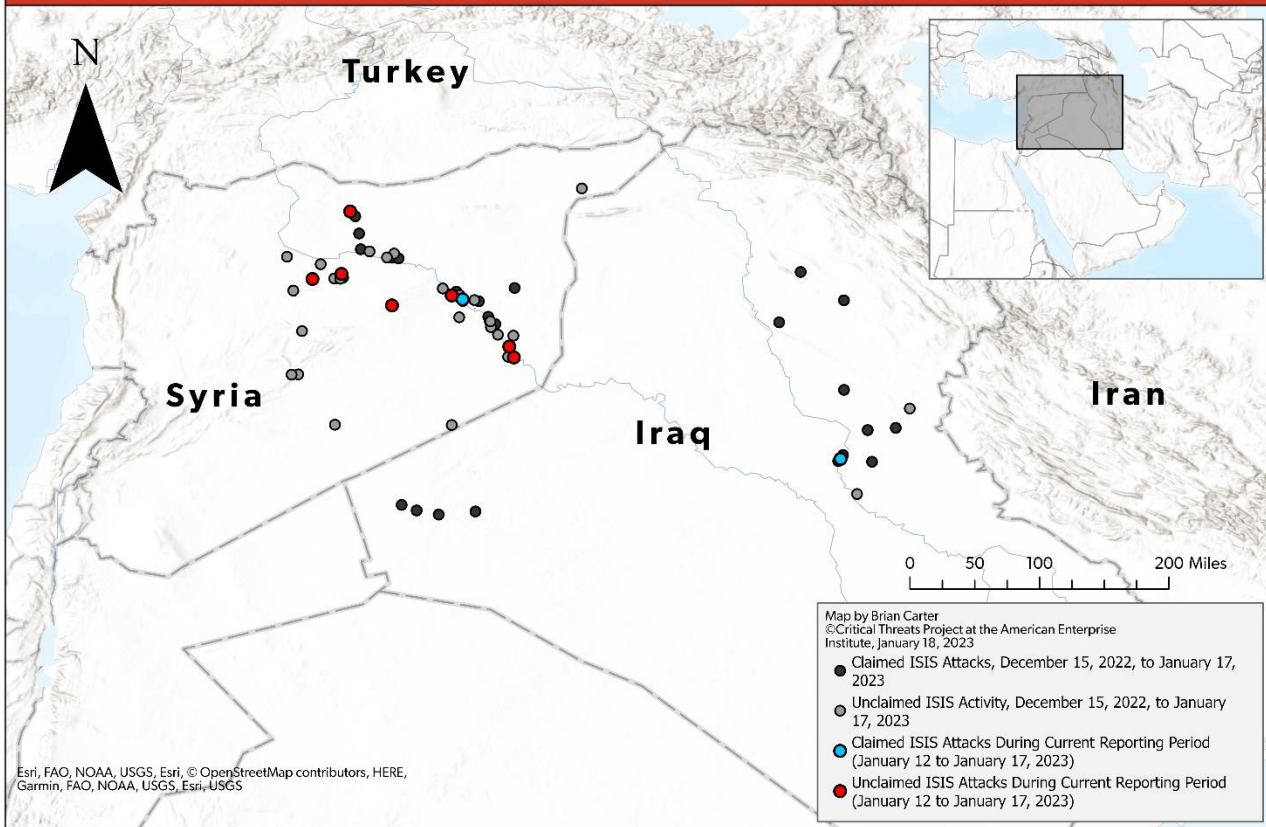 N
Turkey
Syria
Iraq
Iran
0 50 100 200 Miles
Map by Brian Carter
©Critical Threats Project at the American Enterprise
Institute, January 18, 2023
Claimed ISIS Attacks, December 15, 2022, to January 17,
2023
Unclaimed ISIS Activity, December 15, 2022, to January
17, 2023
Claimed ISIS Attacks During Current Reporting Period
(January 12 to January 17, 2023)
Unclaimed ISIS Attacks During Current Reporting Period
(January 12 to January 17, 2023)
Esri, FAO, NOAA, USGS, Esri, © OpenStreetMap contributors, HERE,
Garmin, FAO, NOAA, USGS, Esri, USGS